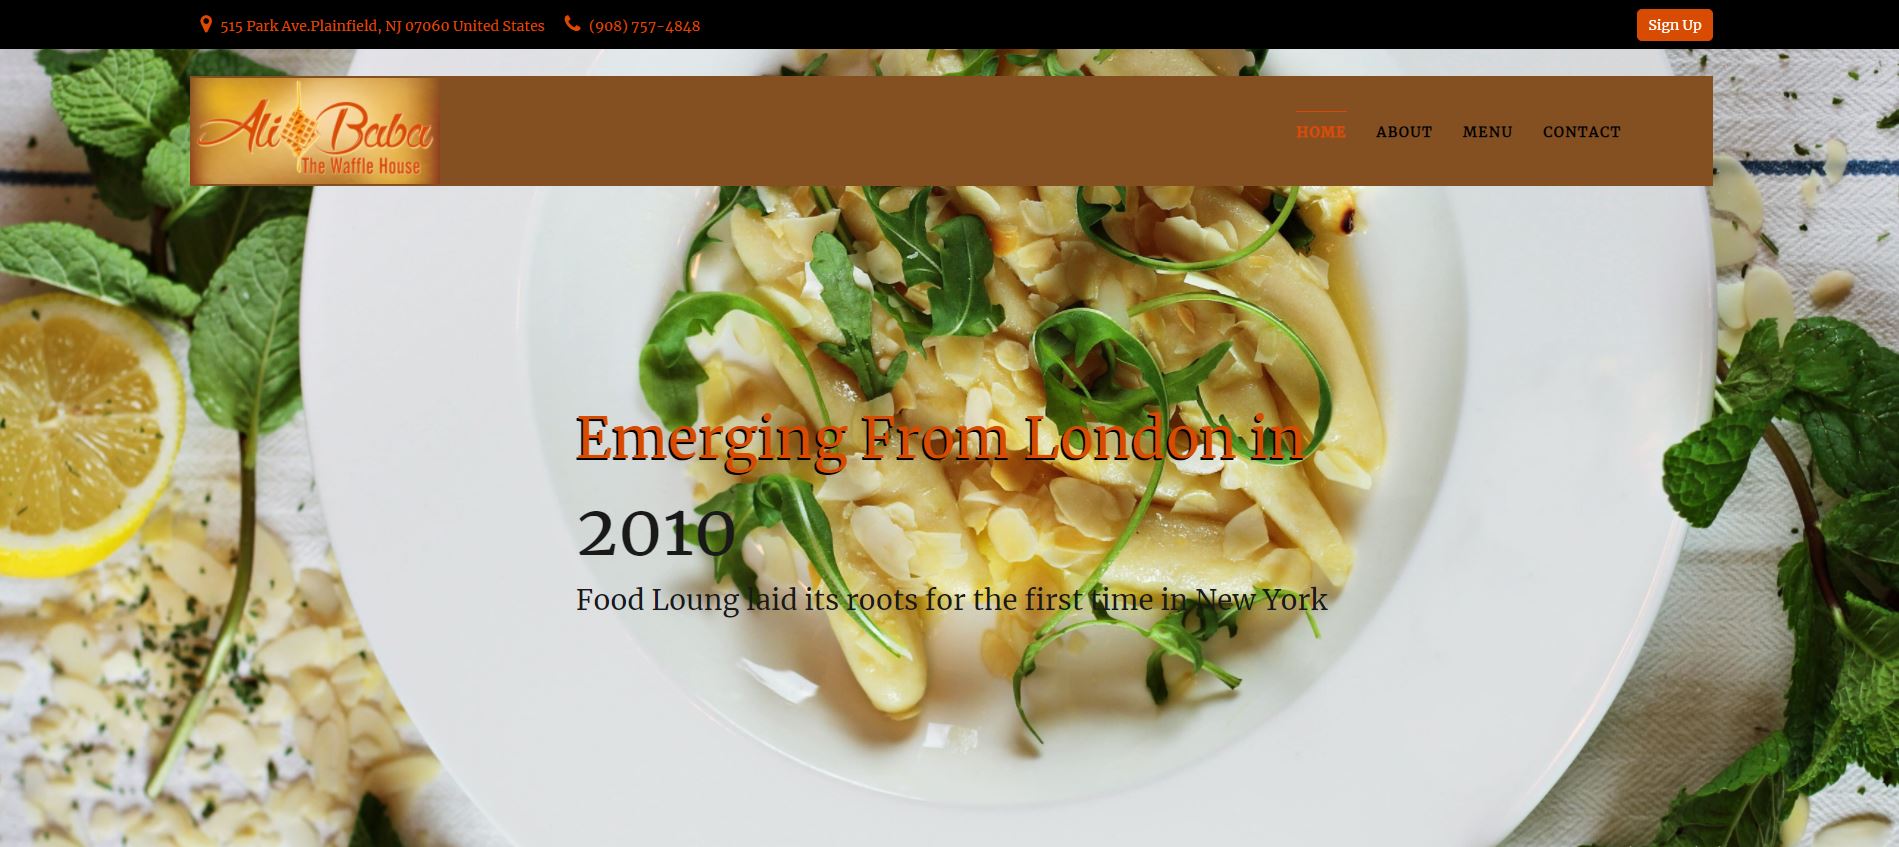 515 Park Ave.Plainfield, NJ 07060 United States
(908) 757-4848
Sign Up
Ali Baba
The Waffle House
HOME
ABOUT
MENU
CONTACT
Emerging From London in
2010
Food Loung laid its roots for the first time in New York